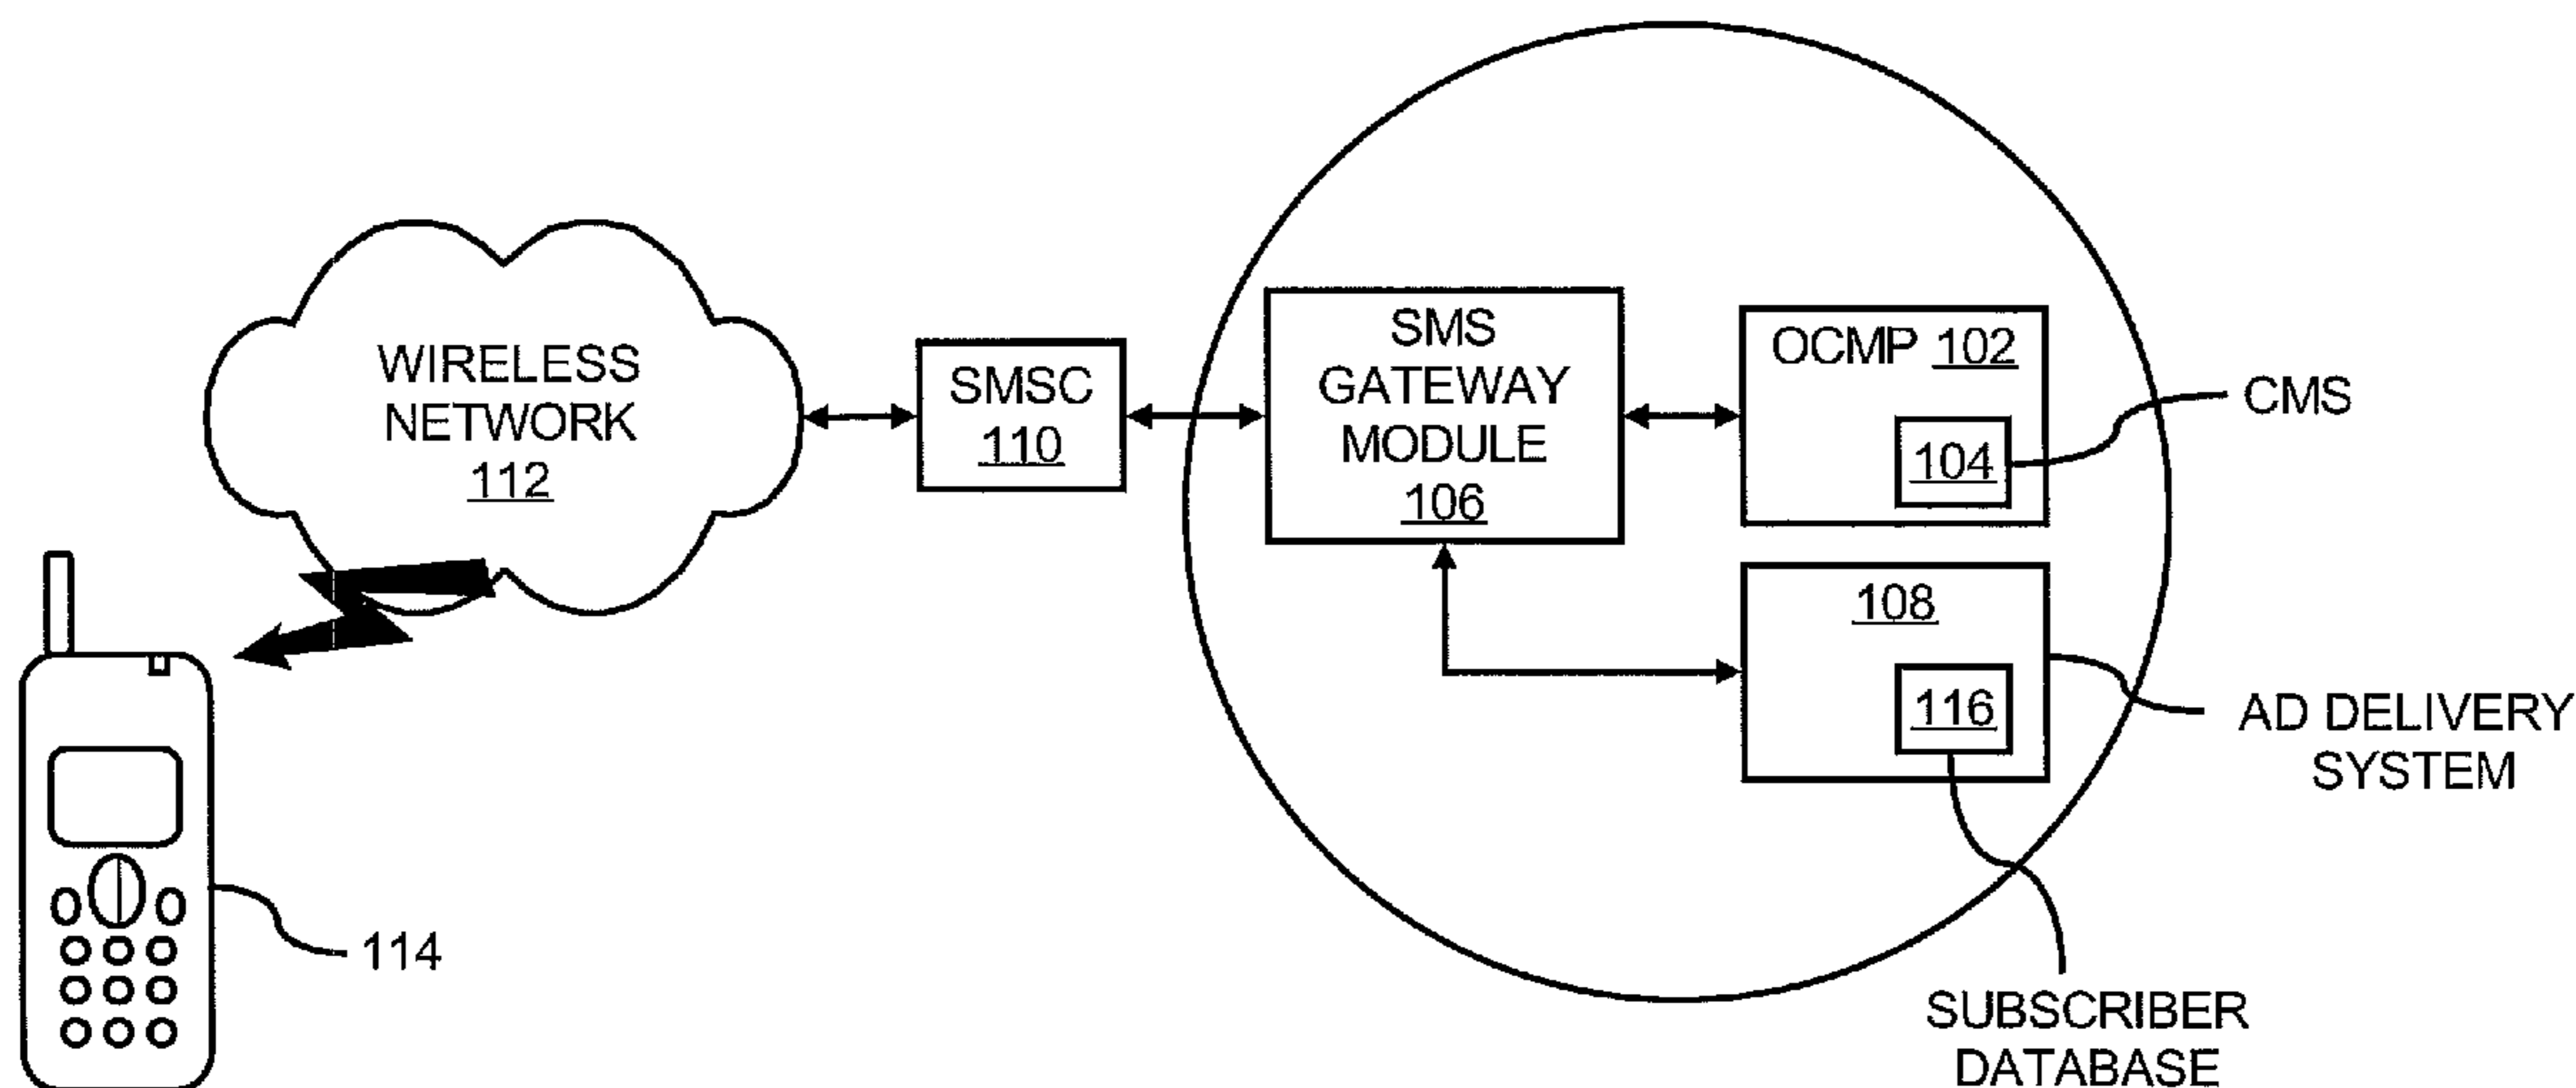 WIRELESS
NETWORK
112
SMSC
110
SMS
GATEWAY
MODULE
106
OCMP 102
104
CMS
108
116
AD DELIVERY
SYSTEM
SUBSCRIBER
DATABASE
114